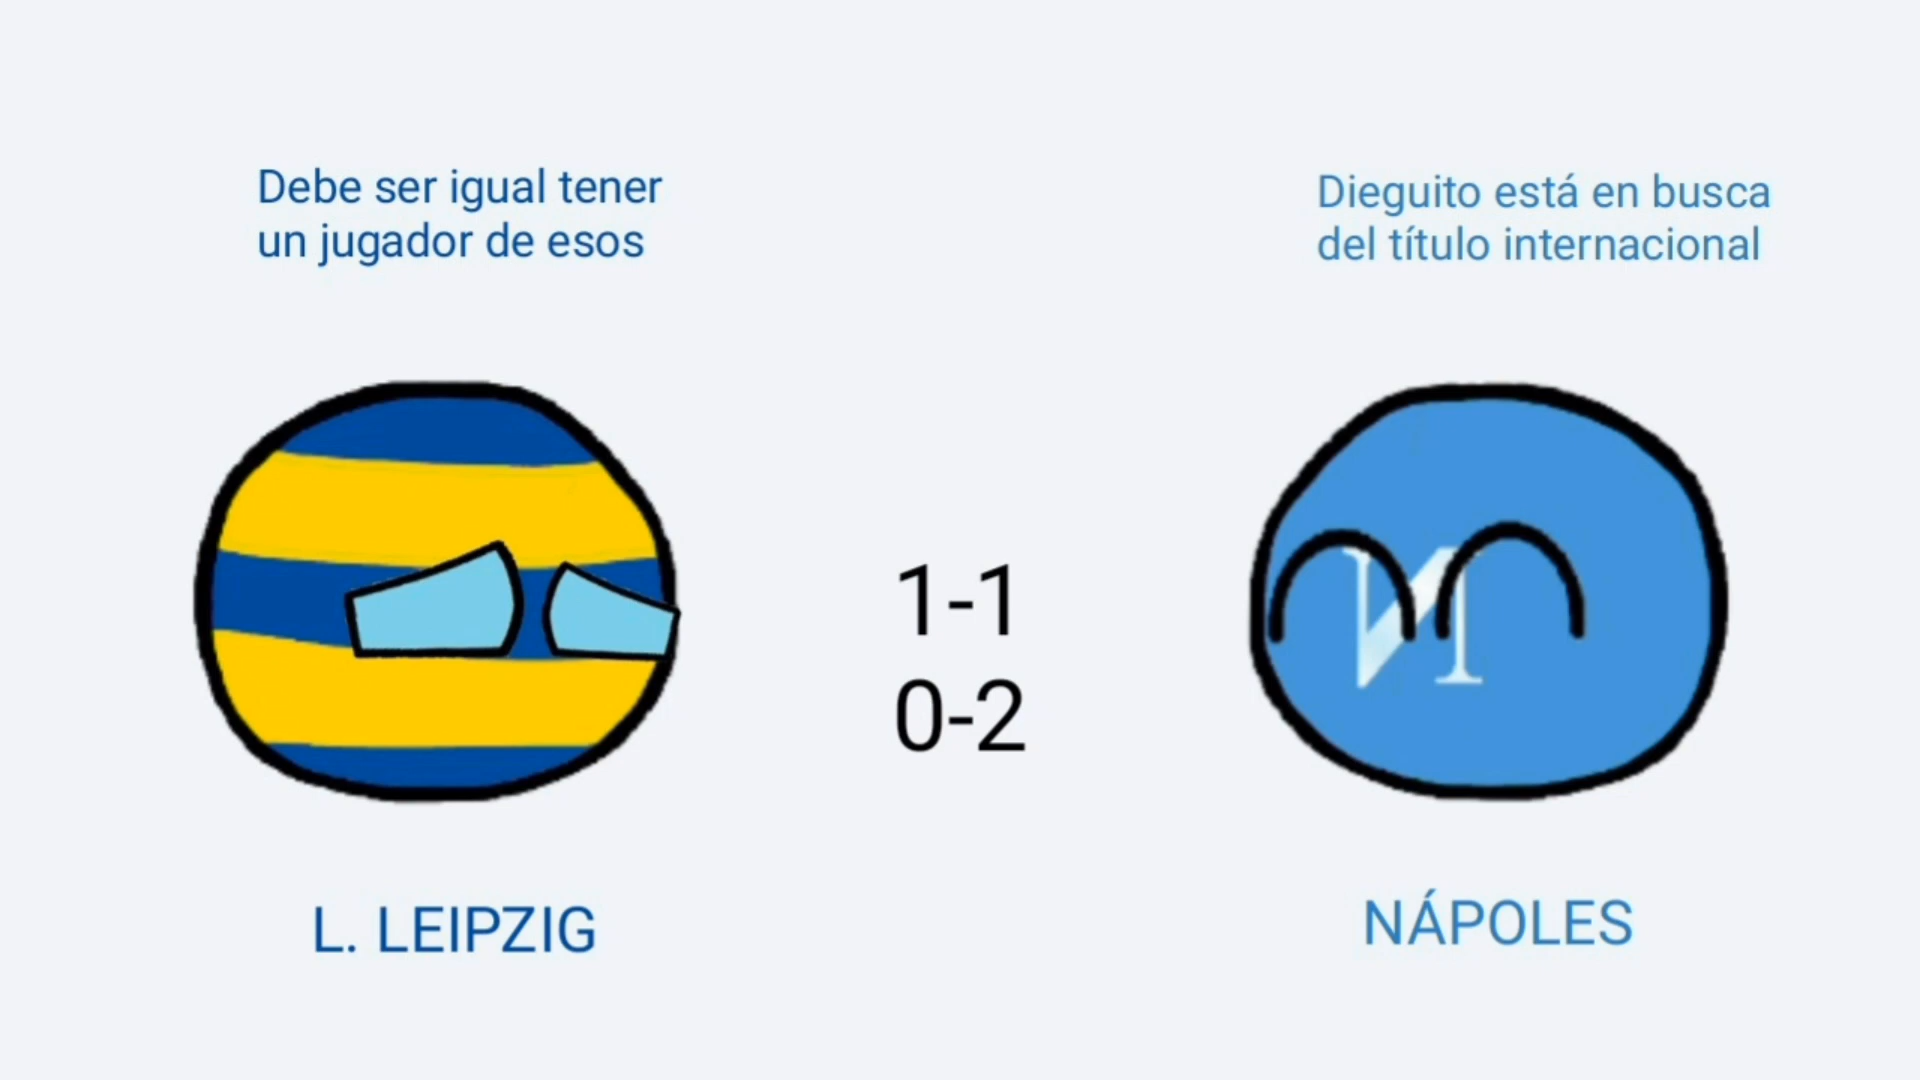 Debe ser igual tener
un jugador de esos
Dieguito está en busca
del título internacional
1-1
0-2
L. LEIPZIG
NÁPOLES